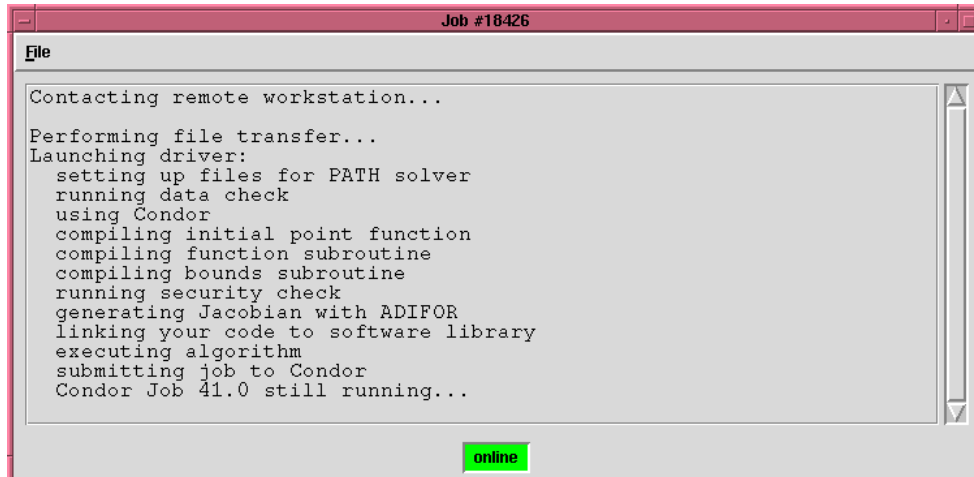 Job #18426
File
Contacting remote workstation...
Performing file transfer...
Launching driver:
setting up files for PATH solver
running data check
using Condor
compiling initial point function
compiling function subroutine
compiling bounds subroutine
running security check
generating Jacobian with ADIFOR
linking your code to software library
executing algorithm
submitting job to Condor
Condor Job 41.0 still running...
online